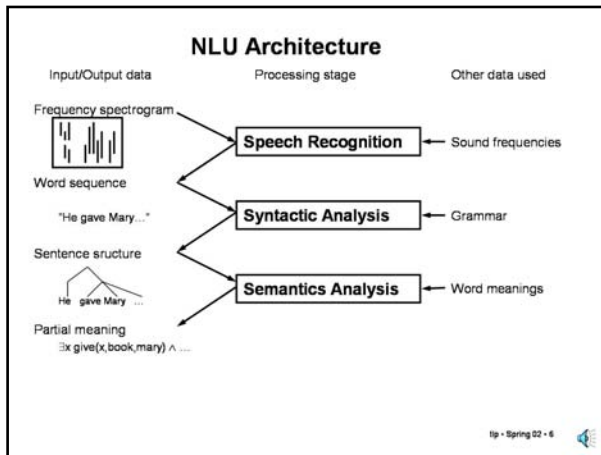 NLU Architecture
Input/Output data Processing stage Other data used
Frequency spectrogram
Speech Recognition Sound frequencies
Word sequence
"He gave Mary…" Syntactic Analysis Grammar
Sentence sructure
He gave Mary …
Semantics Analysis Word meanings
Partial meaning
∃x give(x,book,mary) ∧ …
tip • Spring 02 • 6